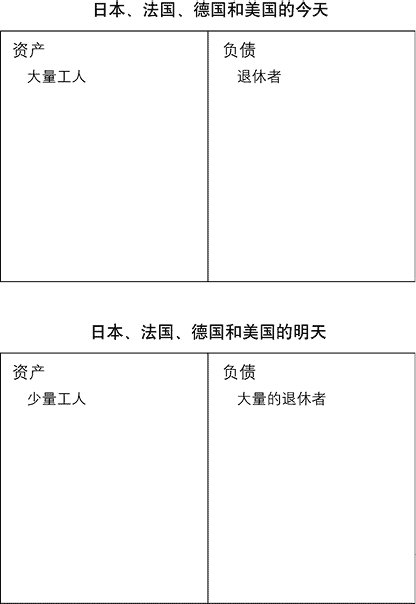 日本、法国、德国和美国的今天
资产
负债
大量工人
退休者
日本、法国、德国和美国的明天
资产
负债
少量工人
大量的退休者